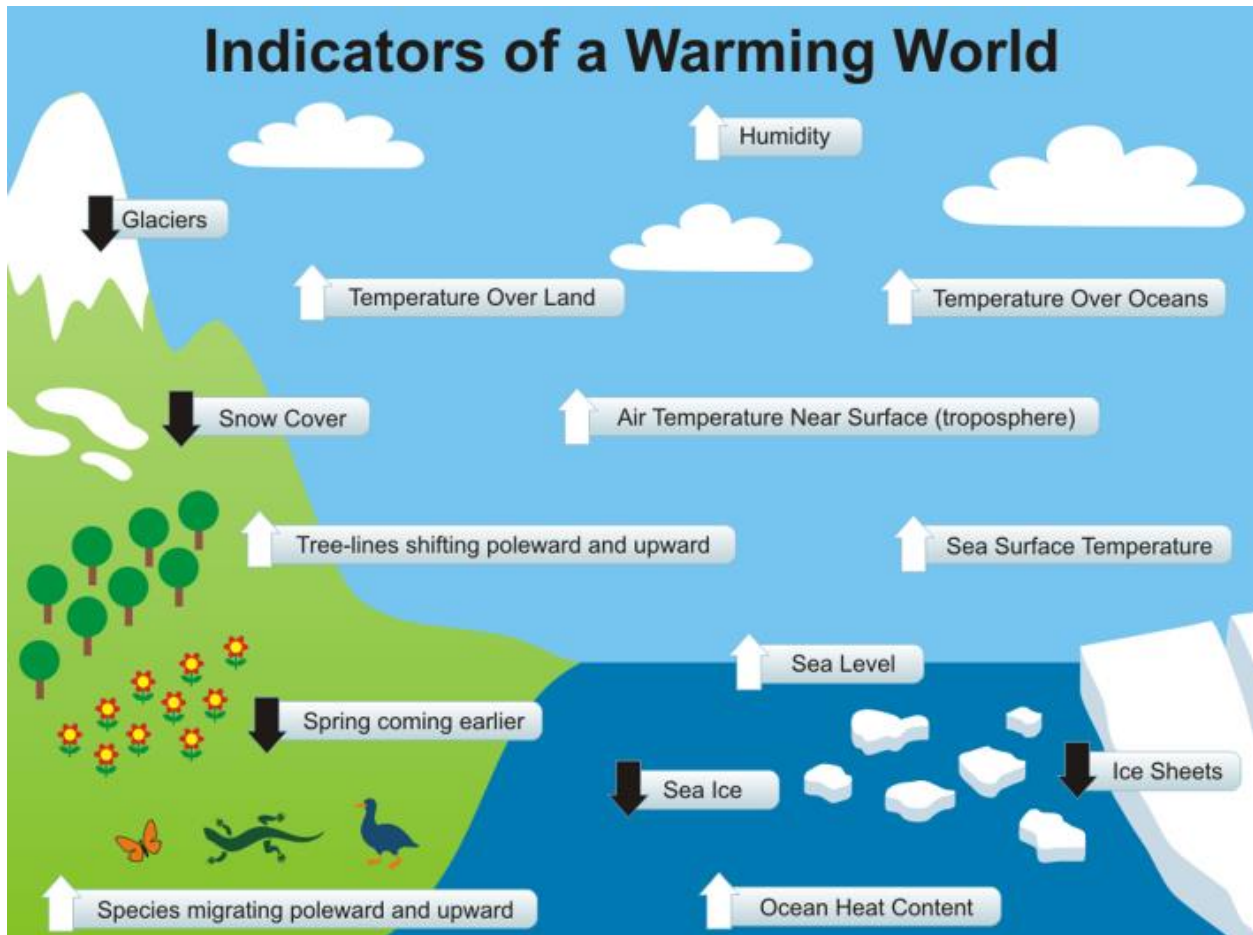 Indicators of a Warming World
Humidity
Glaciers
Temperature Over Land
Temperature Over Oceans
Snow Cover
Air Temperature Near Surface (troposphere)
Tree-lines shifting poleward and upward
Sea Surface Temperature
Sea Level
Spring coming earlier
Ice Sheets
Sea Ice
Species migrating poleward and upward
Ocean Heat Content